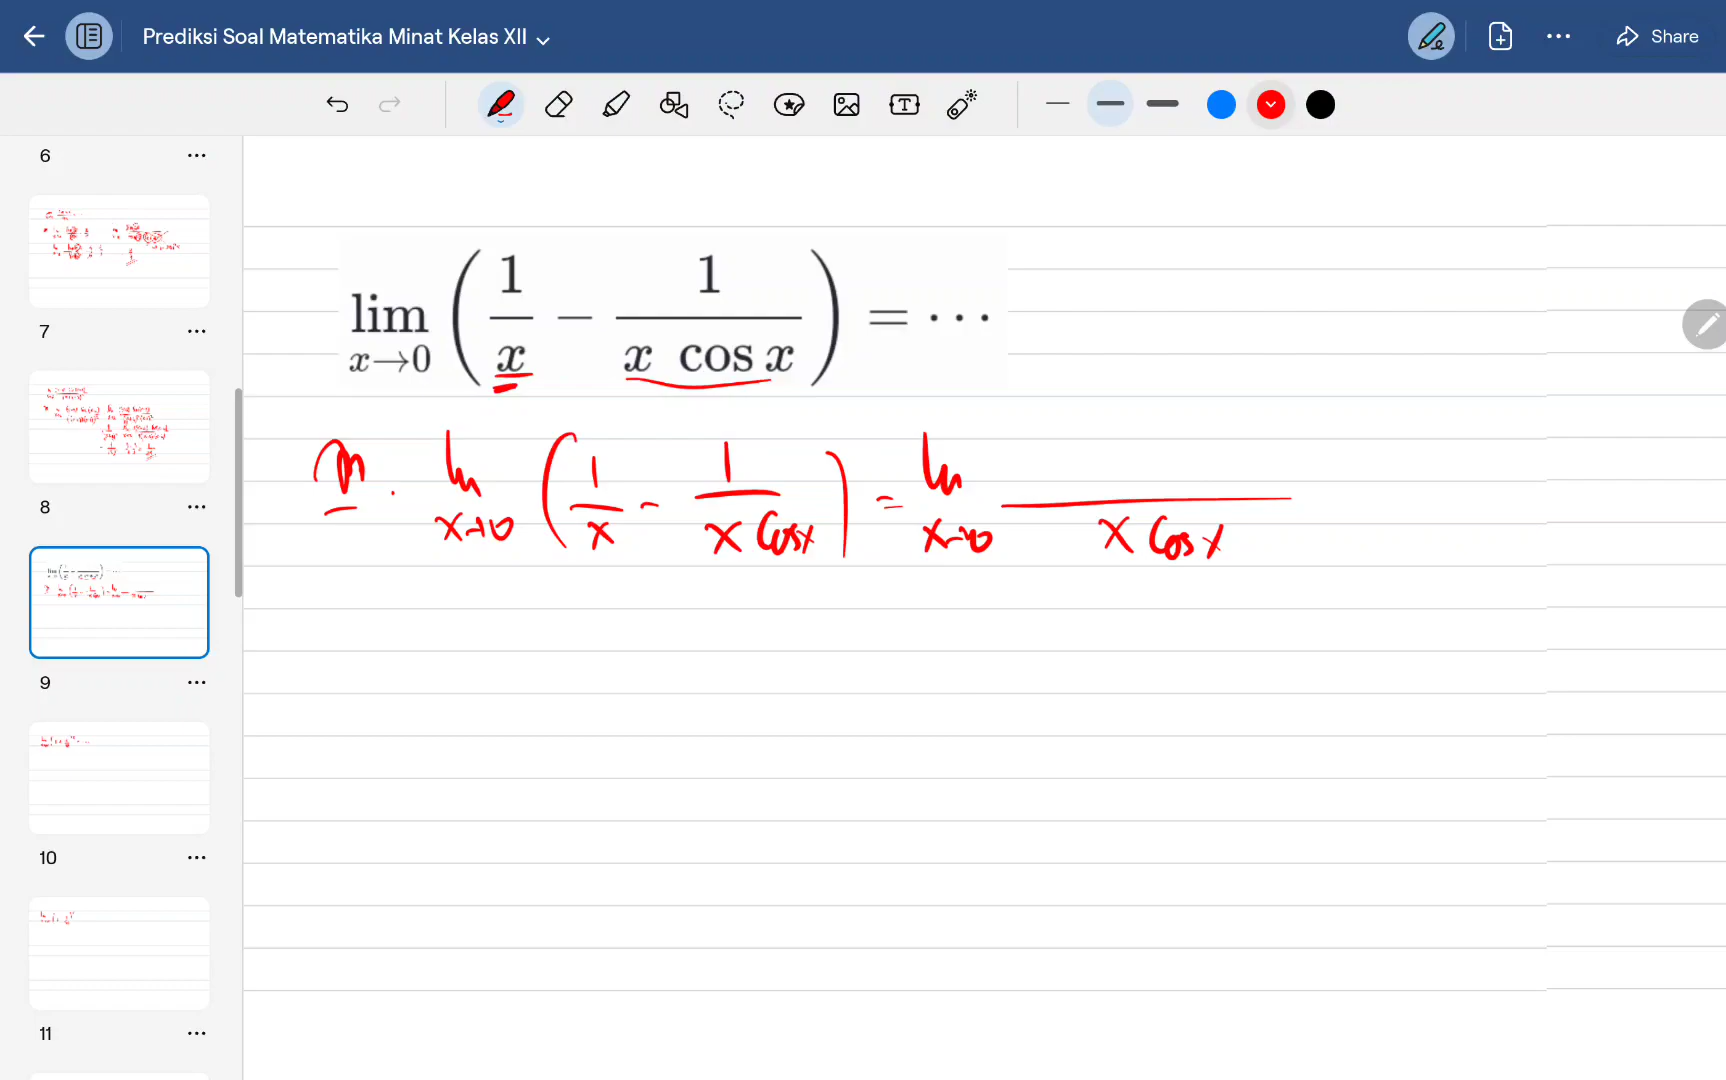 Prediksi Soal Matematika Minat Kelas XII
Share
6
7
8
9
10
11
lim x→0 ( 1/x − 1/(x cos x) ) = ⋯
lim x→0 ( 1/x - 1/(x Cos x) ) = lim x→0 /(x Cos x)